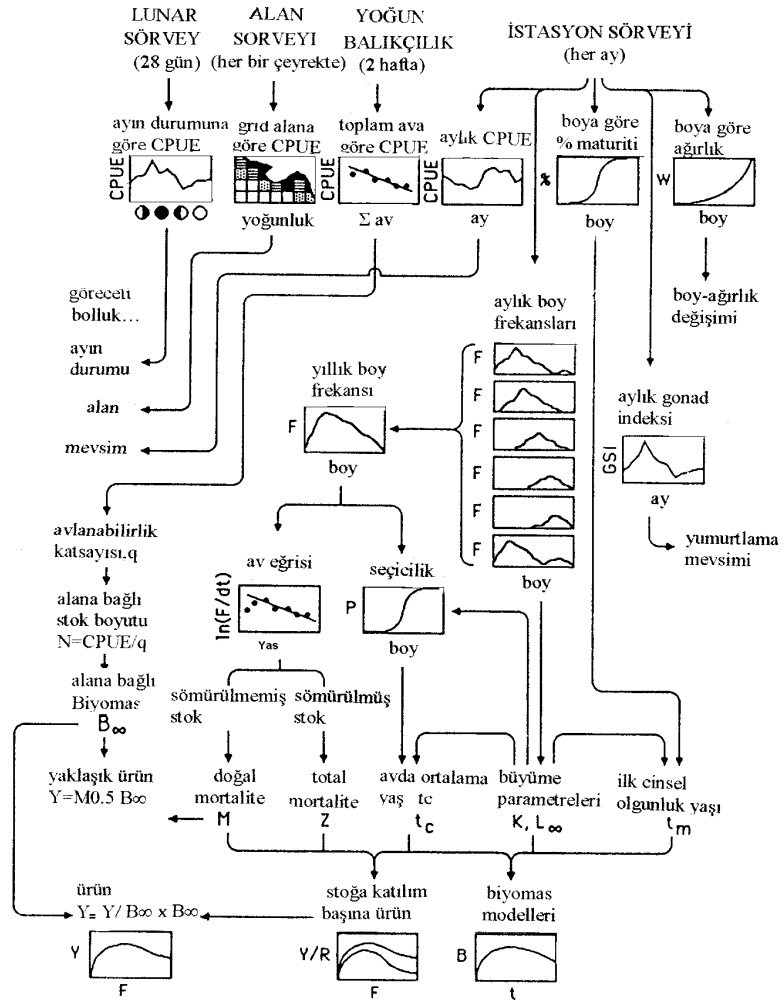 LUNAR
SÖRVEY
(28 gün)
ALAN
SORVEYI
(her bir çeyrekte)
YOĞUN
BALIKÇILIK
(2 hafta)
İSTASYON SÖRVEYİ
(her ay)
ayın durumuna
göre CPUE
CPUE
grid alana
göre CPUE
yoğunluk
toplam ava
göre CPUE
CPUE
Σ av
aylık CPUE
CPUE
ay
boya göre
% maturiti
%
boy
boya göre
ağırlık
W
boy
boy-ağırlık
değişimi
göreceli
bolluk...
ayın
durumu
alan
mevsim
yıllık boy
frekansı
F
boy
aylık boy
frekansları
F
F
F
F
F
F
boy
aylık gonad
indeksi
GSI
ay
yumurtlama
mevsimi
avlanabilirlik
katsayısı,q
alana bağlı
stok boyutu
N=CPUE/q
alana bağlı
Biyomas
B∞
yaklaşık ürün
Y=M0.5 B∞
av eğrisi
ln(F/dt)
Yas
seçicilik
P
boy
sömürülmemiş
stok
sömürülmüş
stok
doğal
mortalite
M
total
mortalite
Z
avda ortalama
yaş tc
tc
büyüme
parametreleri
K, L∞
ilk cinsel
olgunluk yaşı
tm
ürün
Y= Y/ B∞ x B∞
Y
F
stoğa katılım
başına ürün
Y/R
F
biyomas
modelleri
B
t